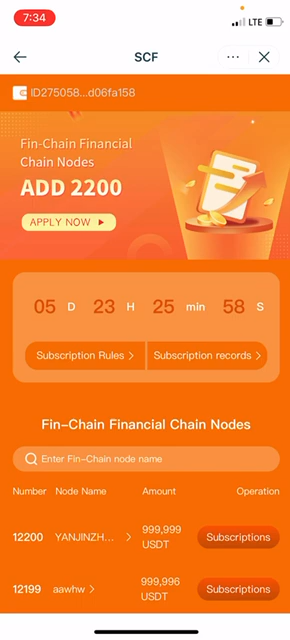 7:34
LTE
SCF
ID275058...d06fa158
Fin-Chain Financial
Chain Nodes
ADD 2200
APPLY NOW
05 D 23 H 25 min 58 S
Subscription Rules
Subscription records
Fin-Chain Financial Chain Nodes
Enter Fin-Chain node name
Number Node Name Amount Operation
12200 YANJINZH... 999,999 USDT Subscriptions
12199 aawhw 999,996 USDT Subscriptions